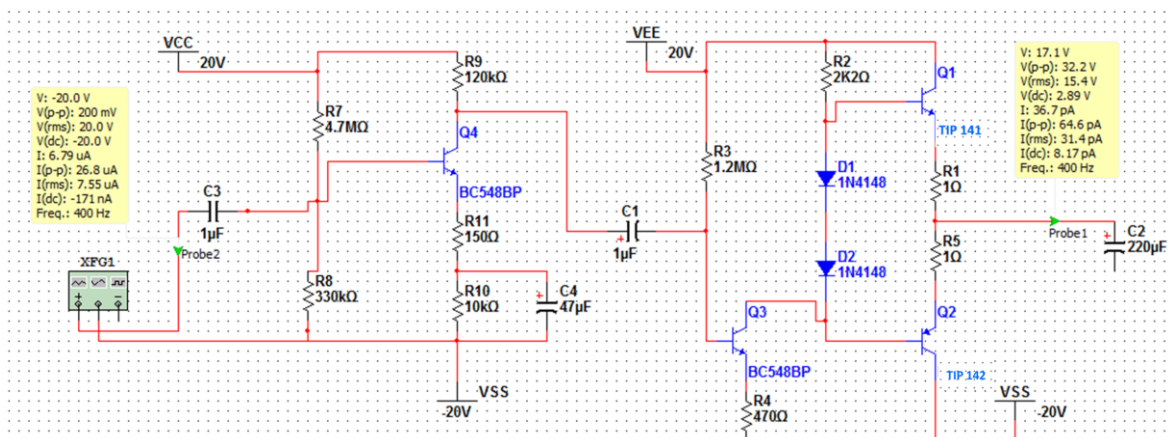 VCC
20V
R9
120kΩ
R7
4.7MΩ
Q4
BC548BP
C3
1µF
R11
150Ω
R8
330kΩ
R10
10kΩ
C4
47µF
VSS
-20V
XFG1
Probe2
V: -20.0 V
V(p-p): 200 mV
V(rms): 20.0 V
V(dc): -20.0 V
I: 6.79 uA
I(p-p): 26.8 uA
I(rms): 7.55 uA
I(dc): -171 nA
Freq.: 400 Hz
C1
1µF
VEE
20V
R2
2K2Ω
Q1
TIP 141
R3
1.2MΩ
D1
1N4148
R1
1Ω
D2
1N4148
R5
1Ω
Q3
BC548BP
Q2
TIP 142
R4
470Ω
VSS
-20V
Probe1
C2
220µF
V: 17.1 V
V(p-p): 32.2 V
V(rms): 15.4 V
V(dc): 2.89 V
I: 36.7 pA
I(p-p): 64.6 pA
I(rms): 31.4 pA
I(dc): 8.17 pA
Freq.: 400 Hz